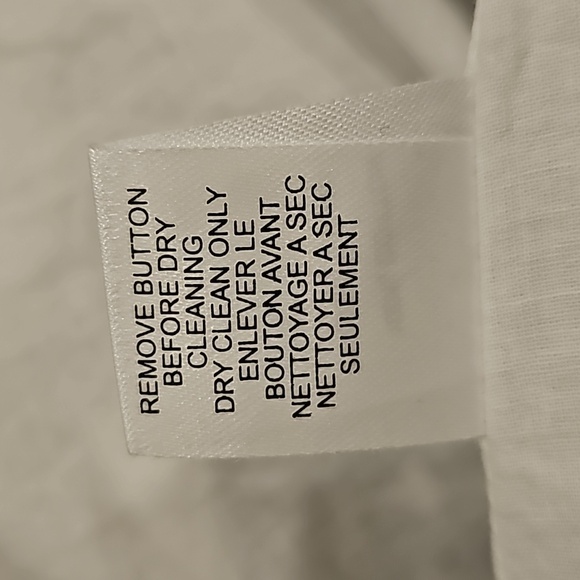 REMOVE BUTTON
BEFORE DRY
CLEANING
DRY CLEAN ONLY
ENLEVER LE
BOUTON AVANT
NETTOYAGE A SEC
NETTOYER A SEC
SEULEMENT